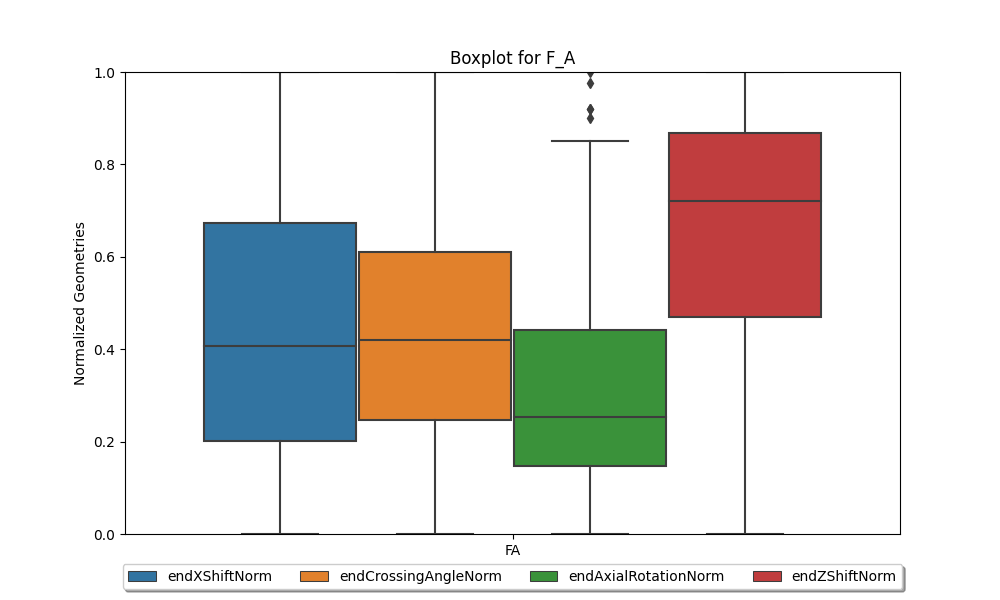 Boxplot for F_A
1.0
0.8
0.6
0.4
0.2
0.0
Normalized Geometries
FA
endXShiftNorm endCrossingAngleNorm endAxialRotationNorm endZShiftNorm